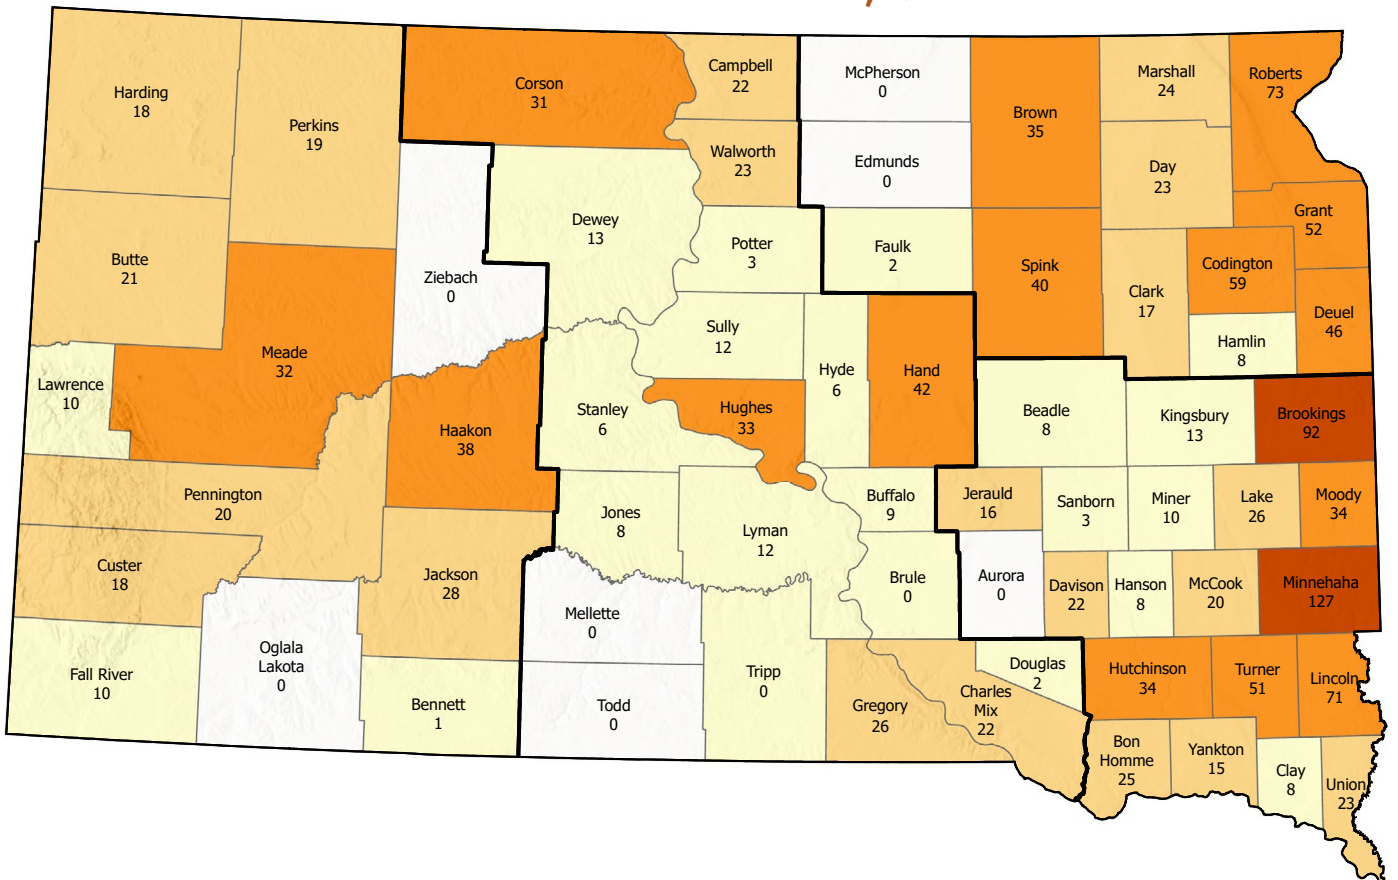 Harding
18
Perkins
19
Corson
31
Campbell
22
McPherson
0
Brown
35
Marshall
24
Roberts
73
Walworth
23
Edmunds
0
Day
23
Grant
52
Butte
21
Ziebach
0
Dewey
13
Potter
3
Faulk
2
Spink
40
Clark
17
Codington
59
Deuel
46
Hamlin
8
Lawrence
10
Meade
32
Haakon
38
Stanley
6
Sully
12
Hughes
33
Hyde
6
Hand
42
Beadle
8
Kingsbury
13
Brookings
92
Pennington
20
Jones
8
Lyman
12
Buffalo
9
Jerauld
16
Sanborn
3
Miner
10
Lake
26
Moody
34
Custer
18
Jackson
28
Mellette
0
Brule
0
Aurora
0
Davison
22
Hanson
8
McCook
20
Minnehaha
127
Fall River
10
Oglala
Lakota
0
Bennett
1
Todd
0
Tripp
0
Gregory
26
Charles
Mix
22
Douglas
2
Hutchinson
34
Turner
51
Lincoln
71
Bon
Homme
25
Yankton
15
Clay
8
Union
23